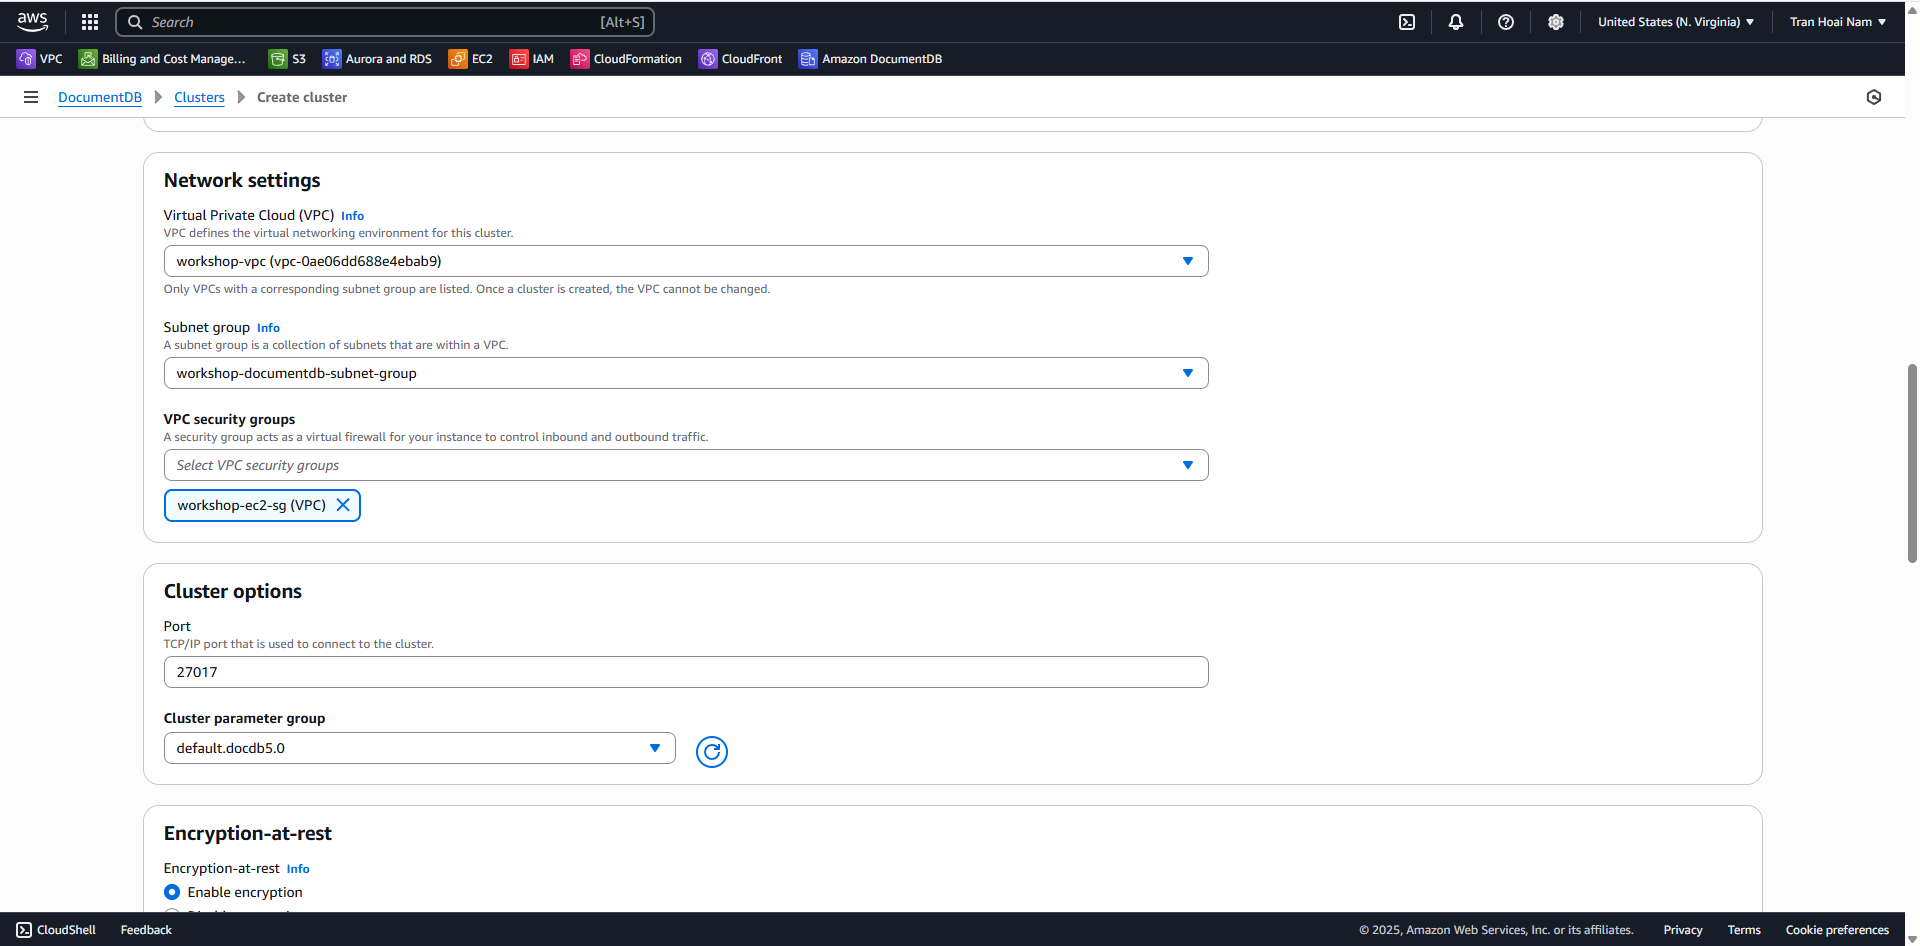 aws
Search [Alt+S]
United States (N. Virginia)
Tran Hoai Nam
VPC
Billing and Cost Manage...
S3
Aurora and RDS
EC2
IAM
CloudFormation
CloudFront
Amazon DocumentDB
DocumentDB
Clusters
Create cluster
Network settings
Virtual Private Cloud (VPC) Info
VPC defines the virtual networking environment for this cluster.
workshop-vpc (vpc-0ae06dd688e4ebab9)
Only VPCs with a corresponding subnet group are listed. Once a cluster is created, the VPC cannot be changed.
Subnet group Info
A subnet group is a collection of subnets that are within a VPC.
workshop-documentdb-subnet-group
VPC security groups
A security group acts as a virtual firewall for your instance to control inbound and outbound traffic.
Select VPC security groups
workshop-ec2-sg (VPC)
Cluster options
Port
TCP/IP port that is used to connect to the cluster.
27017
Cluster parameter group
default.docdb5.0
Encryption-at-rest
Encryption-at-rest Info
Enable encryption
CloudShell
Feedback
© 2025, Amazon Web Services, Inc. or its affiliates.
Privacy
Terms
Cookie preferences